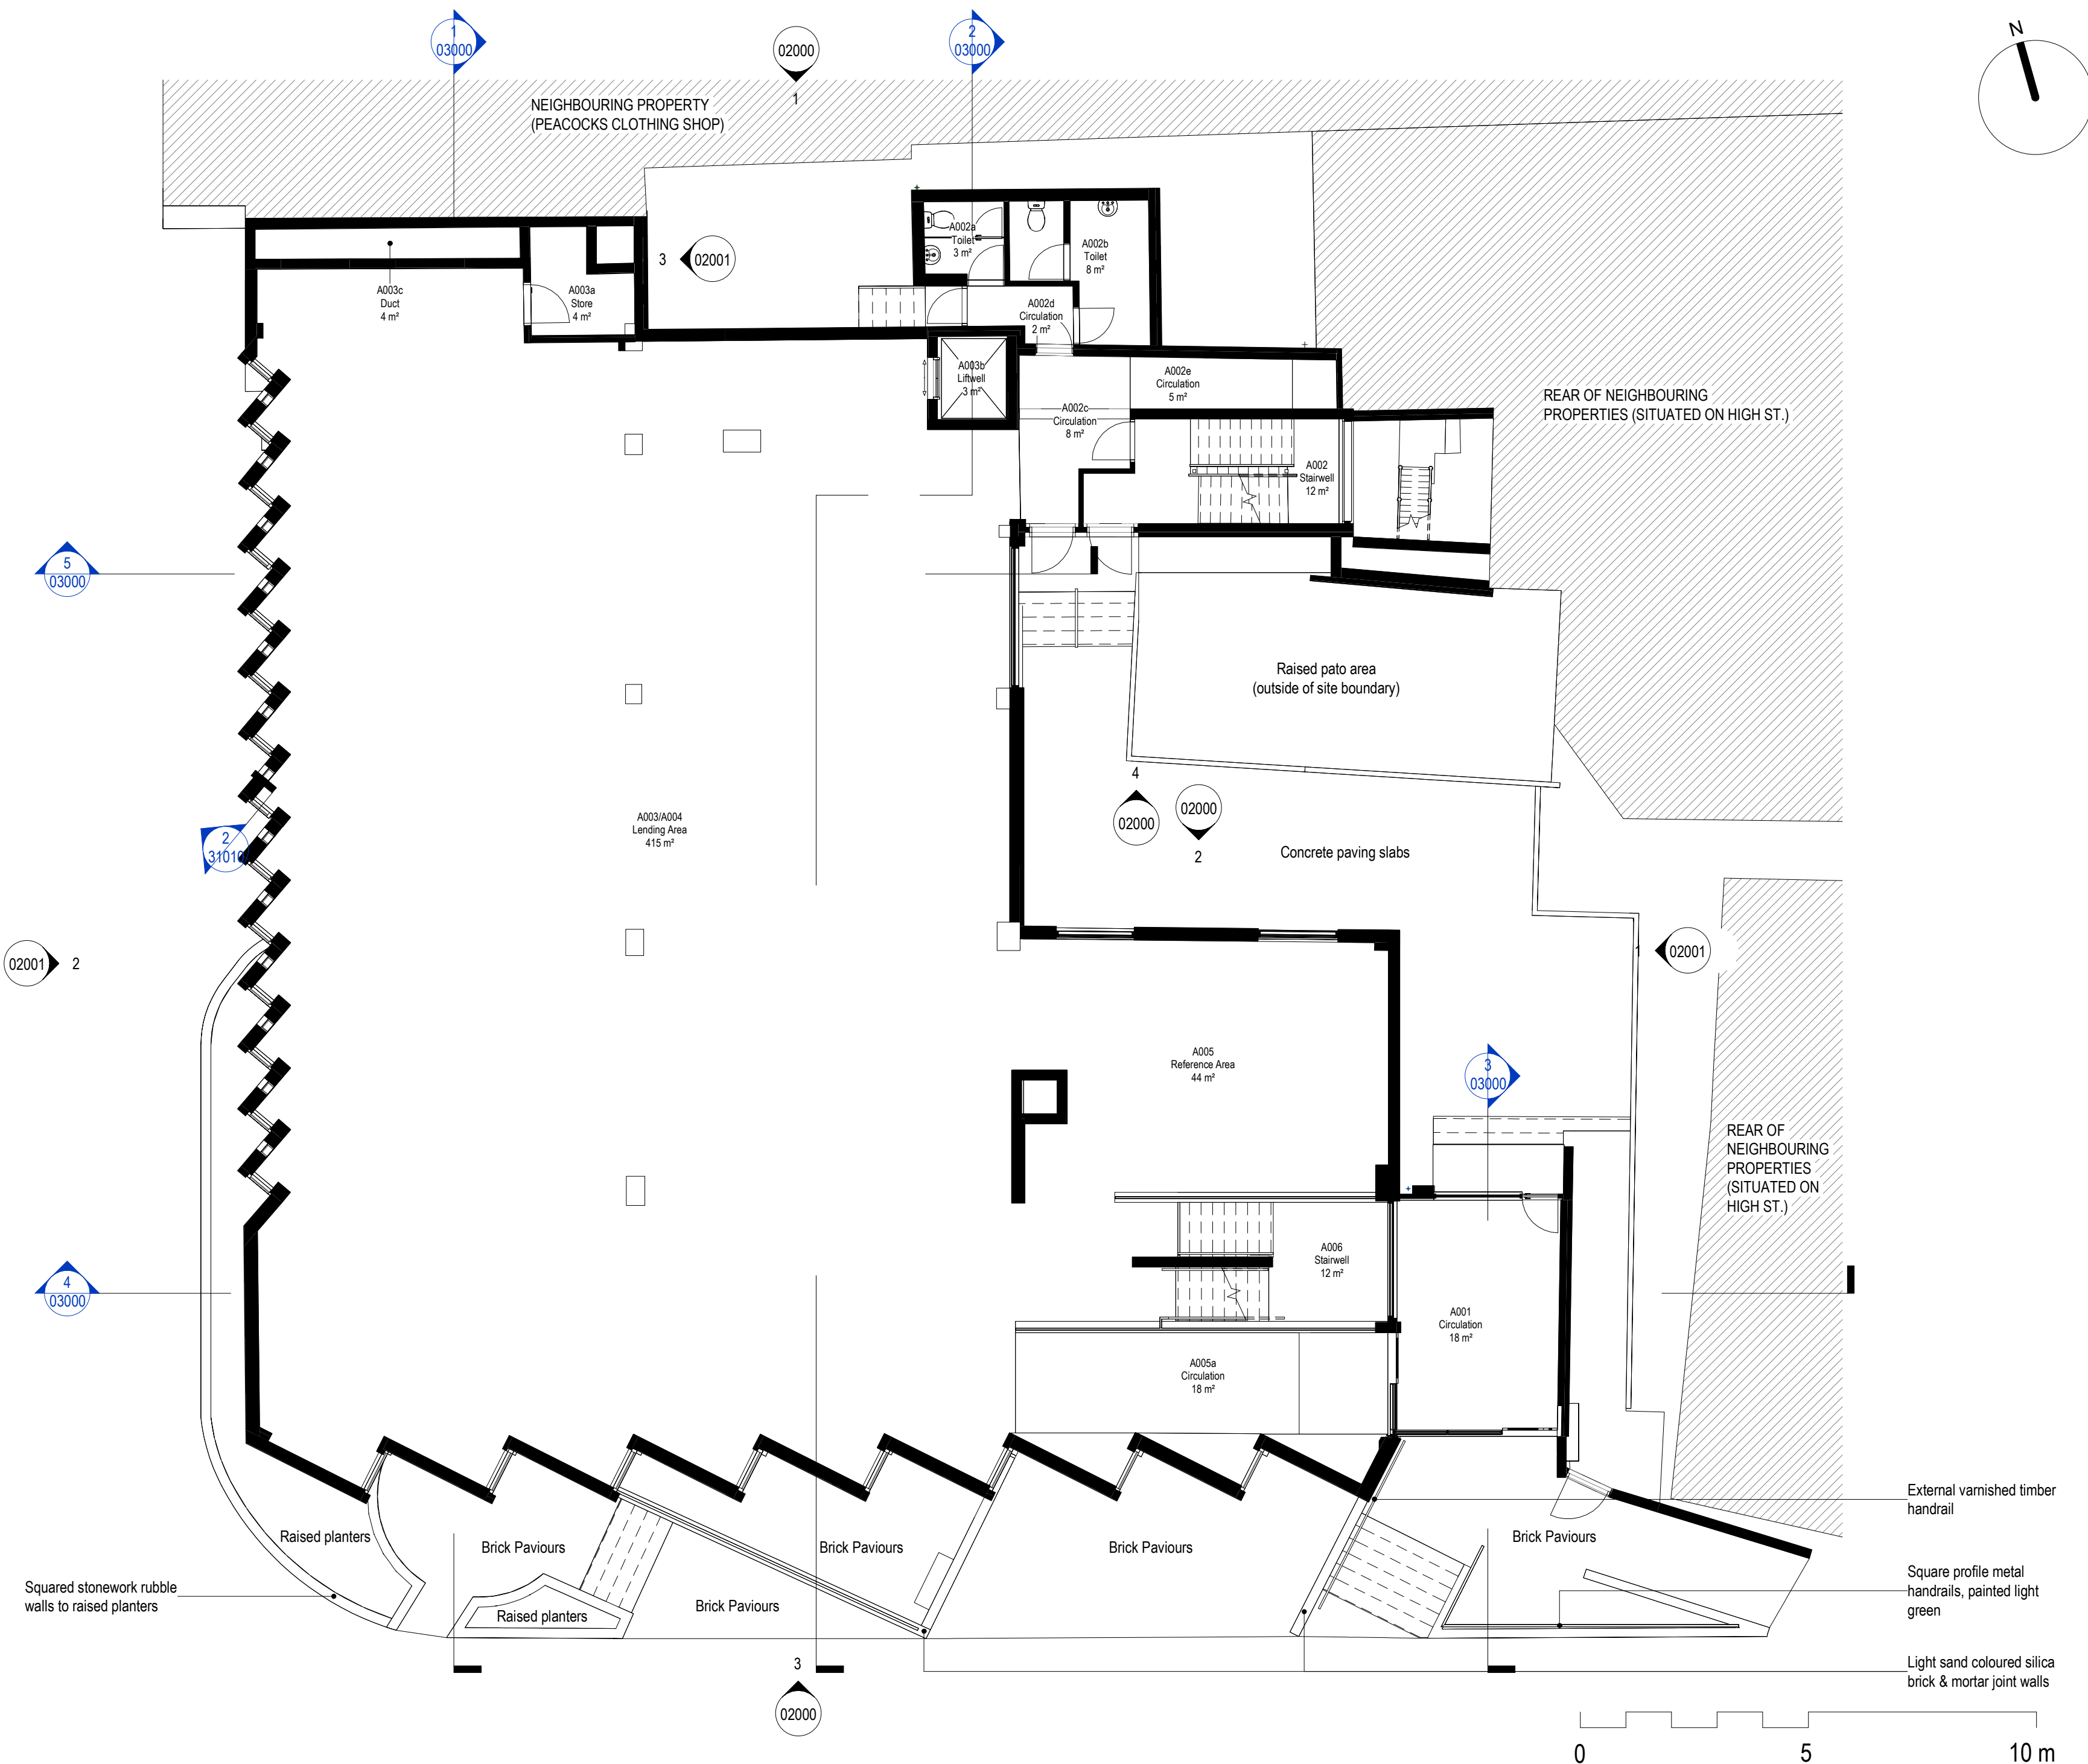 1
03000
02000
1
2
03000
N
NEIGHBOURING PROPERTY
(PEACOCKS CLOTHING SHOP)
A002a
Toilet
3 m²
A002b
Toilet
8 m²
3
02001
A003c
Duct
4 m²
A003a
Store
4 m²
A002d
Circulation
2 m²
A003b
Liftwell
3 m²
A002e
Circulation
5 m²
A002c
Circulation
8 m²
REAR OF NEIGHBOURING
PROPERTIES (SITUATED ON HIGH ST.)
A002
Stairwell
12 m²
5
03000
Raised pato area
(outside of site boundary)
4
02000
02000
2
A003/A004
Lending Area
415 m²
2
31010
Concrete paving slabs
02001
2
1
02001
A005
Reference Area
44 m²
3
03000
REAR OF
NEIGHBOURING
PROPERTIES
(SITUATED ON
HIGH ST.)
A006
Stairwell
12 m²
4
03000
A001
Circulation
18 m²
A005a
Circulation
18 m²
External varnished timber
handrail
Raised planters
Brick Paviours
Brick Paviours
Brick Paviours
Brick Paviours
Squared stonework rubble
walls to raised planters
Raised planters
Brick Paviours
Square profile metal
handrails, painted light
green
3
02000
Light sand coloured silica
brick & mortar joint walls
0
5
10 m